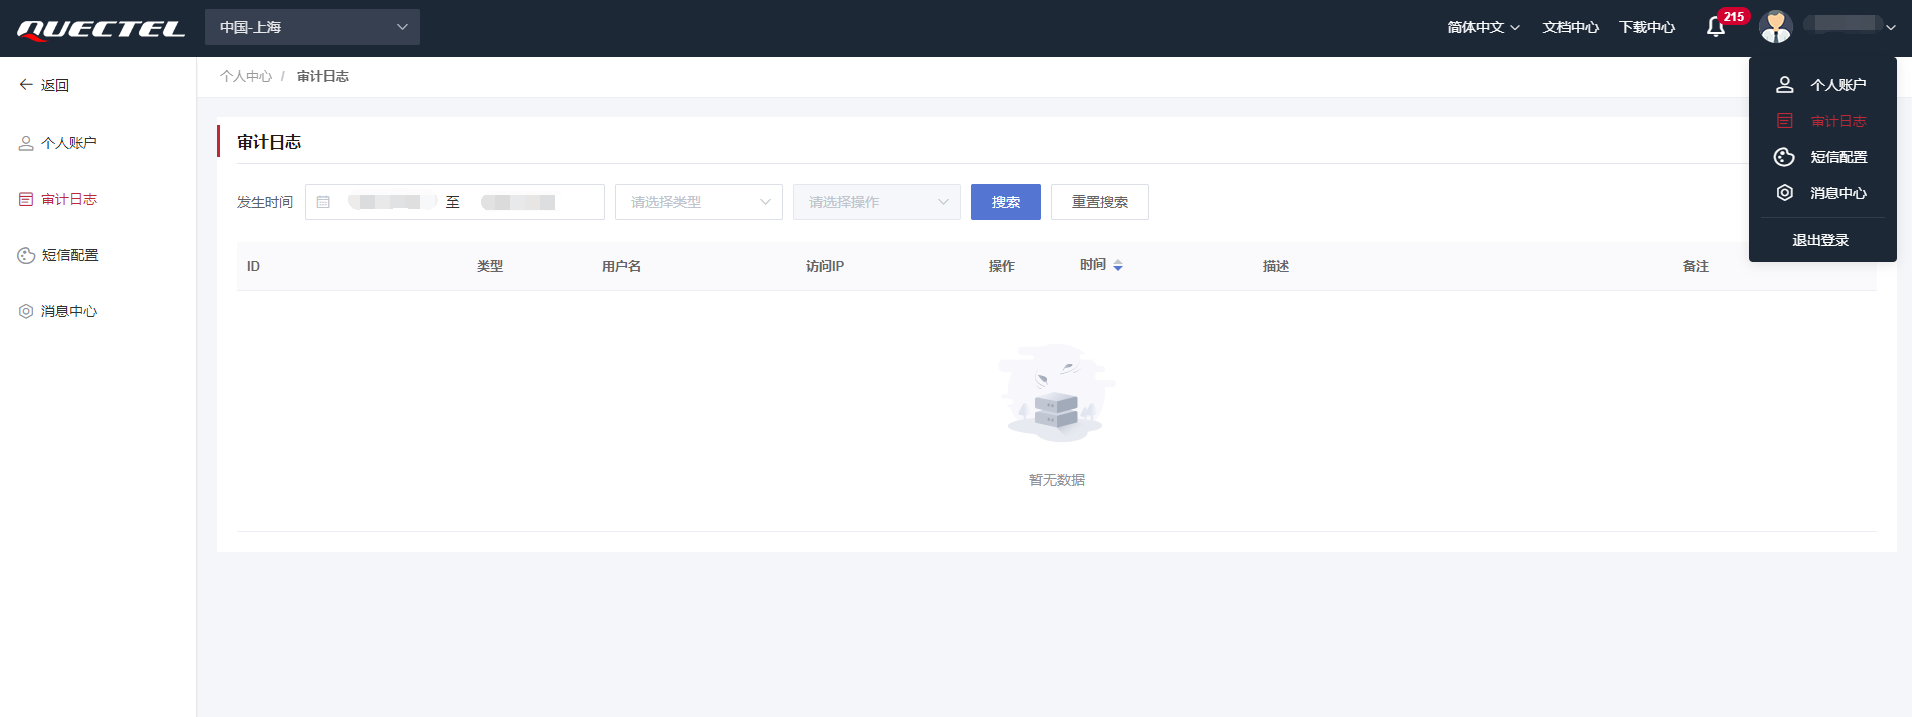 QUECTEL 中国-上海 简体中文 文档中心 下载中心 215
返回
个人中心 / 审计日志
个人账户
审计日志
短信配置
消息中心
审计日志
发生时间 至 请选择类型 请选择操作 搜索 重置搜索
ID 类型 用户名 访问IP 操作 时间 描述 备注
暂无数据
个人账户
审计日志
短信配置
消息中心
退出登录